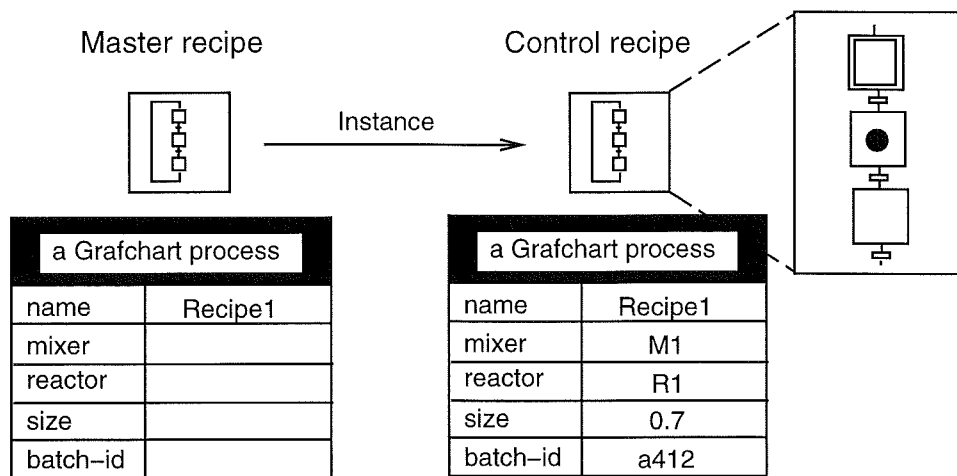 Master recipe
Control recipe
Instance
a Grafchart process
name Recipe1
mixer
reactor
size
batch–id
a Grafchart process
name Recipe1
mixer M1
reactor R1
size 0.7
batch–id a412